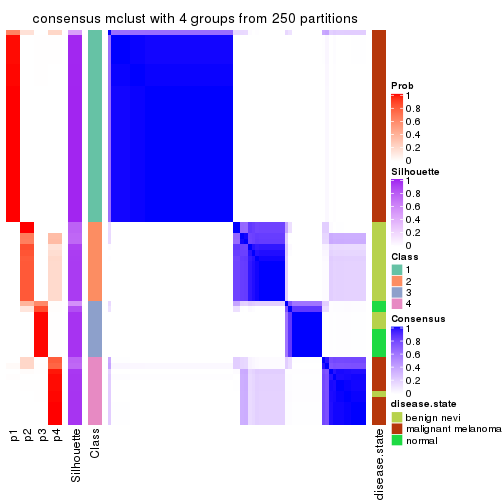 consensus mclust with 4 groups from 250 partitions
Prob
1
0.8
0.6
0.4
0.2
0
Silhouette
1
0.8
0.6
0.4
0.2
0
Class
1
2
3
4
Consensus
1
0.8
0.6
0.4
0.2
0
disease.state
benign nevi
malignant melanoma
normal
p1
p2
p3
p4
Silhouette
Class
disease.state